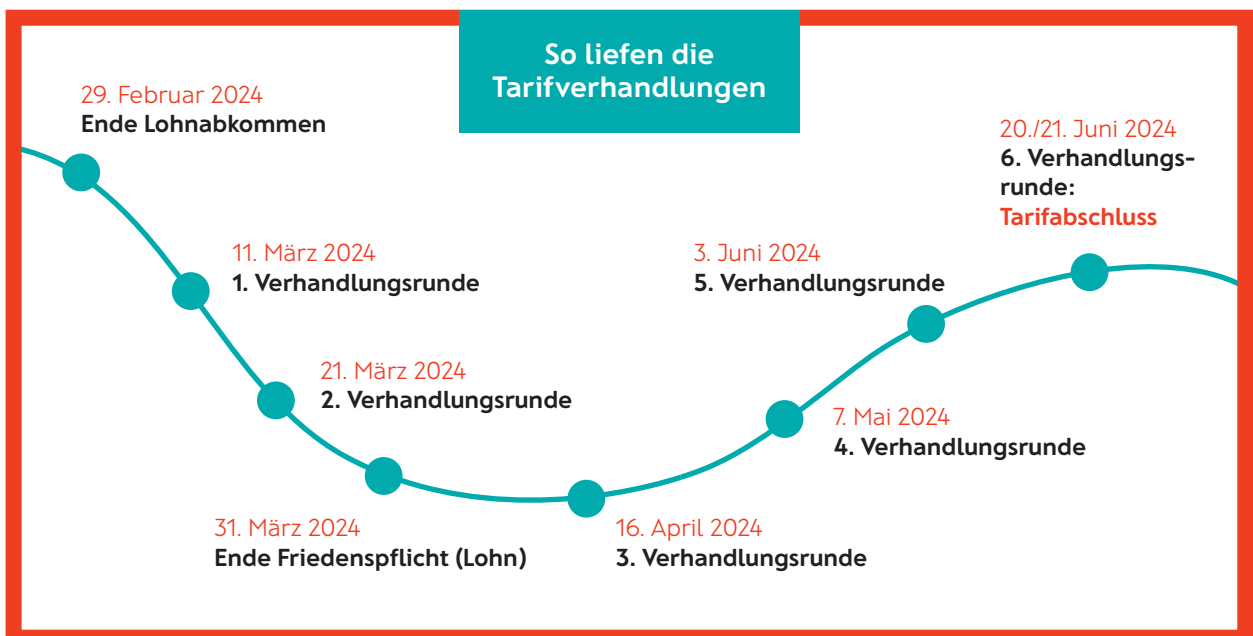 So liefen die
Tarifverhandlungen
29. Februar 2024
Ende Lohnabkommen
11. März 2024
1. Verhandlungsrunde
21. März 2024
2. Verhandlungsrunde
31. März 2024
Ende Friedenspflicht (Lohn)
16. April 2024
3. Verhandlungsrunde
7. Mai 2024
4. Verhandlungsrunde
3. Juni 2024
5. Verhandlungsrunde
20./21. Juni 2024
6. Verhandlungs-
runde:
Tarifabschluss